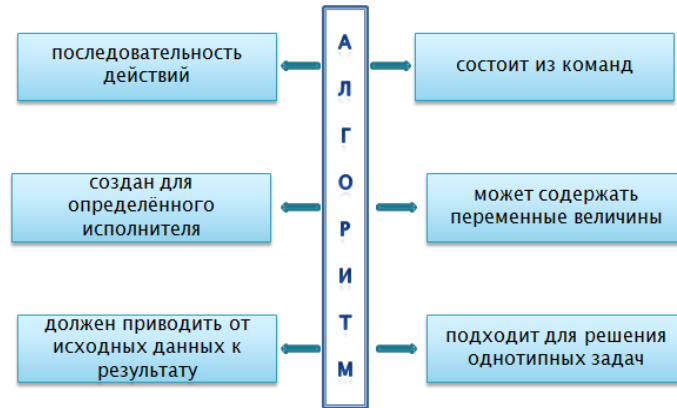 последовательность
действий
создан для
определённого
исполнителя
должен приводить от
исходных данных к
результату
А
Л
Г
О
Р
И
Т
М
состоит из команд
может содержать
переменные величины
подходит для решения
однотипных задач